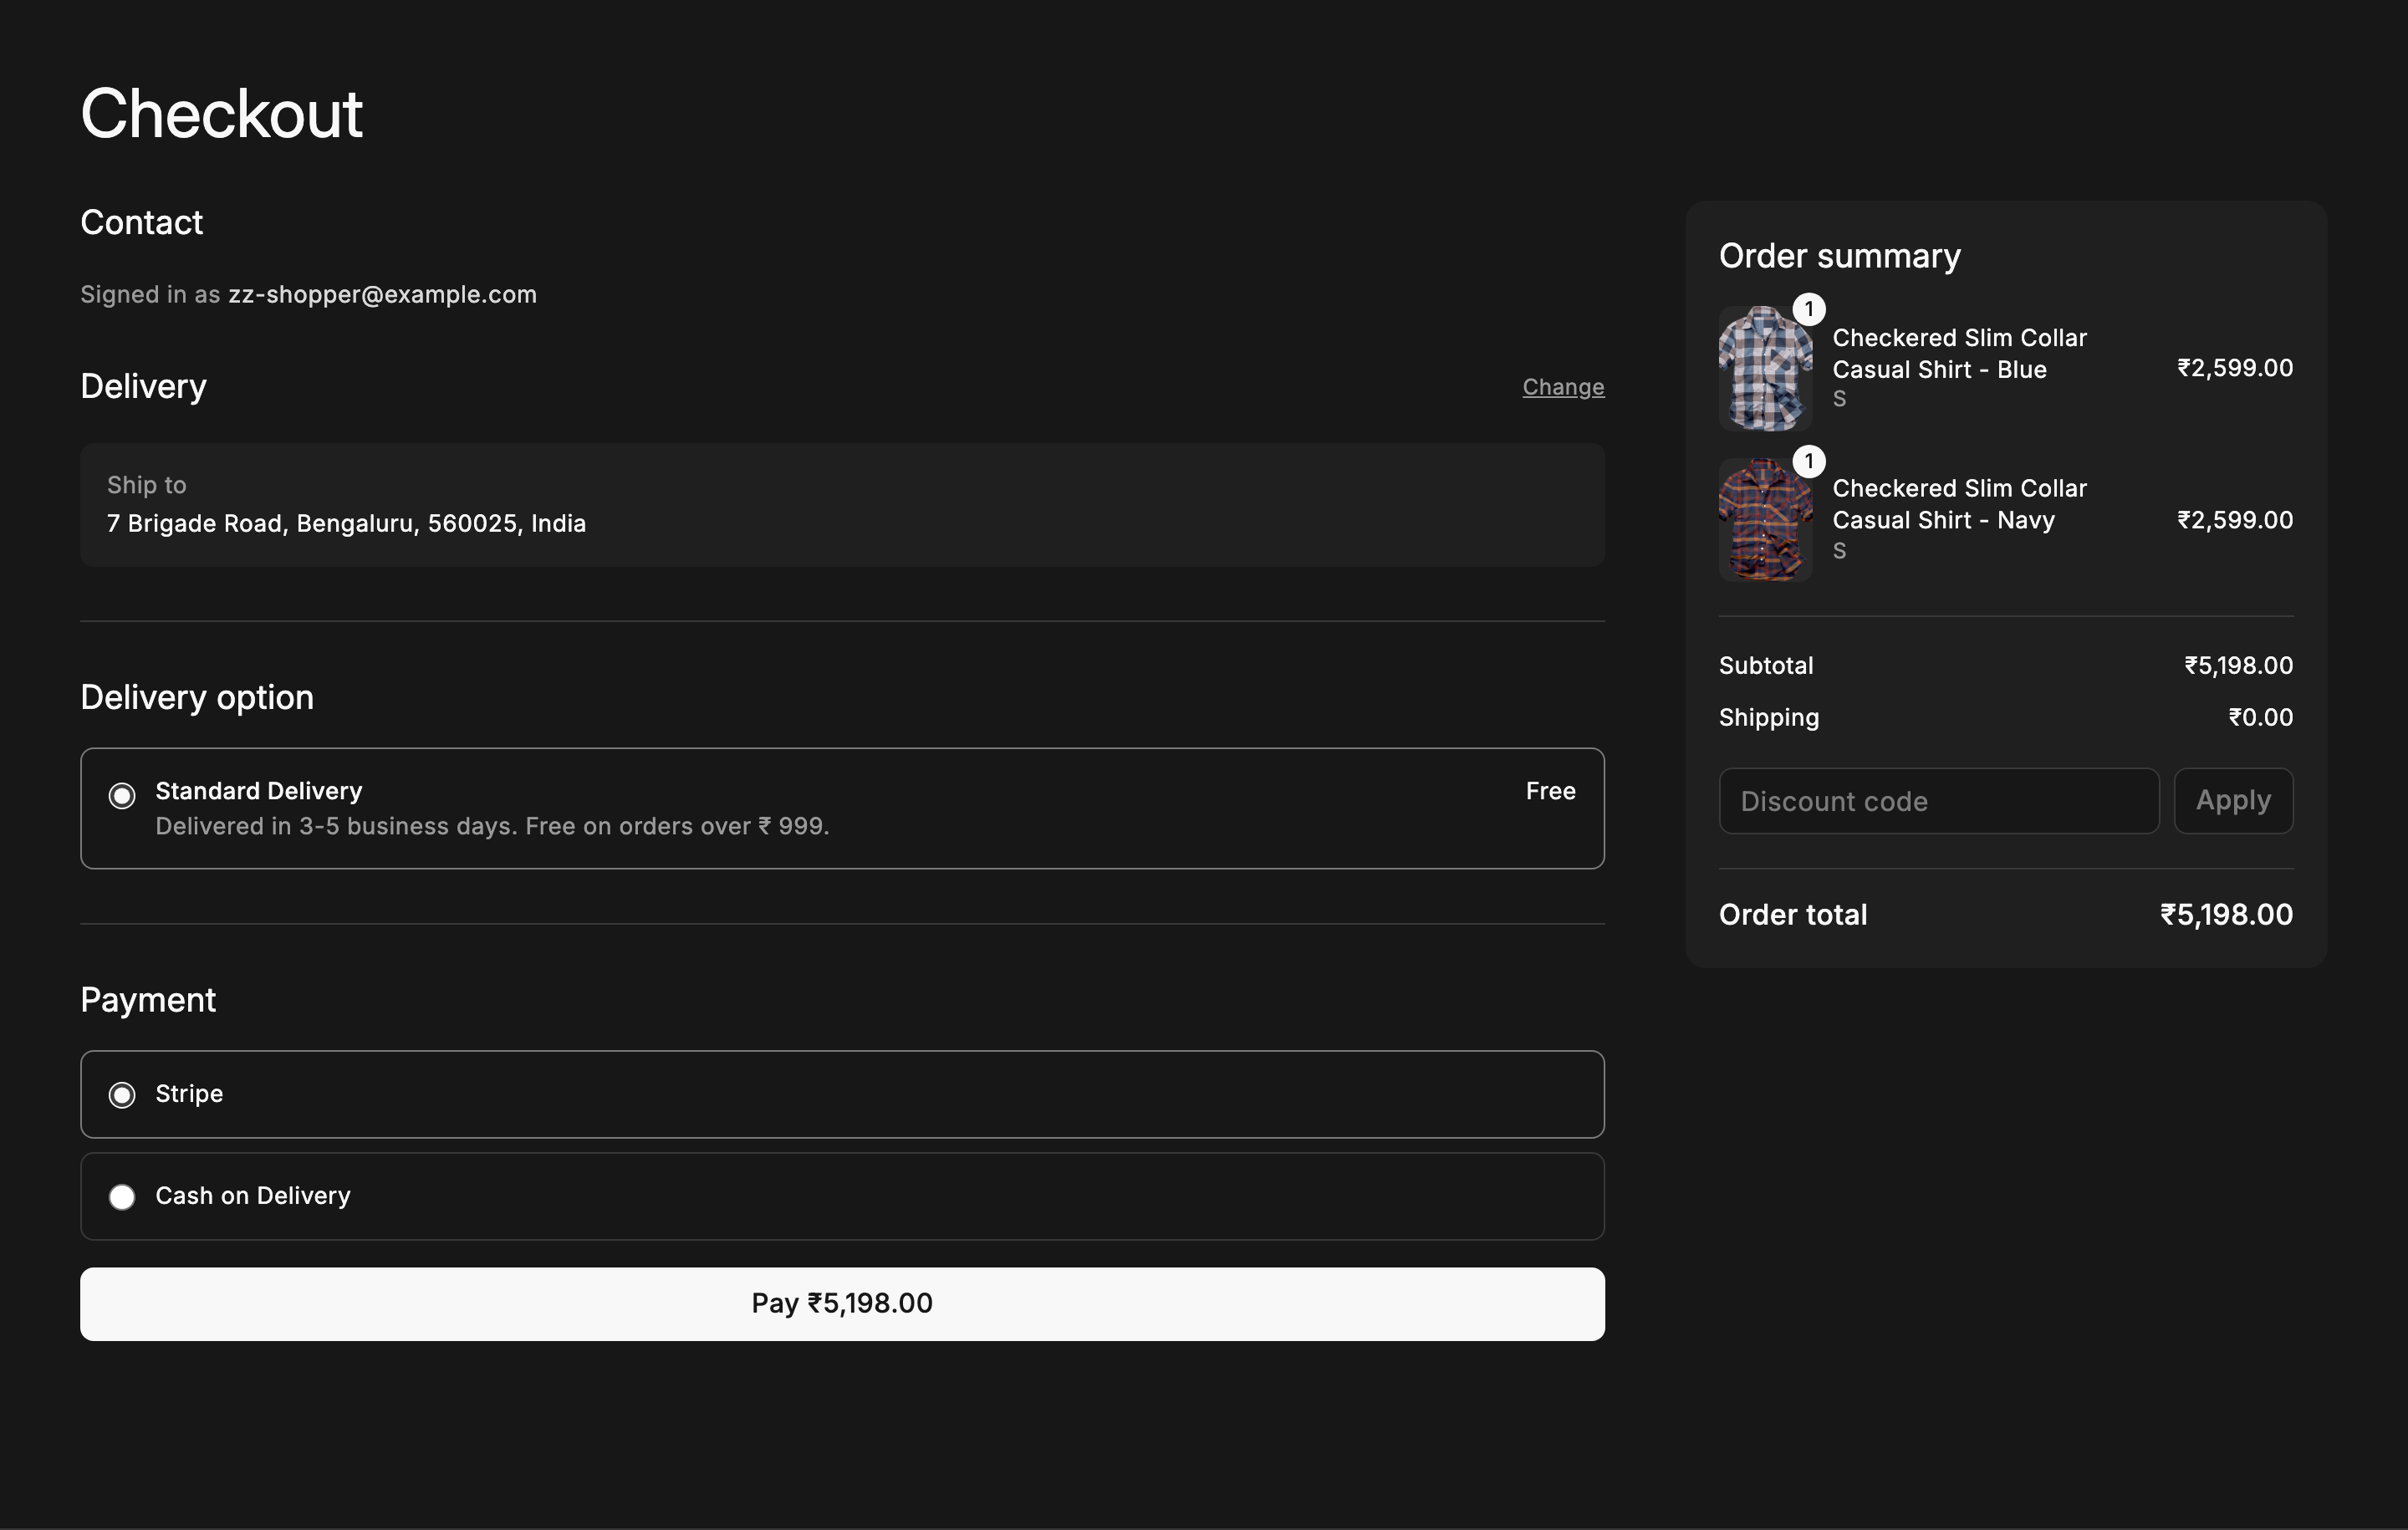 Checkout
Contact
Signed in as zz-shopper@example.com
Delivery
Change
Ship to
7 Brigade Road, Bengaluru, 560025, India
Delivery option
Standard Delivery
Free
Delivered in 3-5 business days. Free on orders over ₹ 999.
Payment
Stripe
Cash on Delivery
Pay ₹5,198.00
Order summary
1
Checkered Slim Collar
Casual Shirt - Blue
₹2,599.00
S
1
Checkered Slim Collar
Casual Shirt - Navy
₹2,599.00
S
Subtotal
₹5,198.00
Shipping
₹0.00
Discount code
Apply
Order total
₹5,198.00